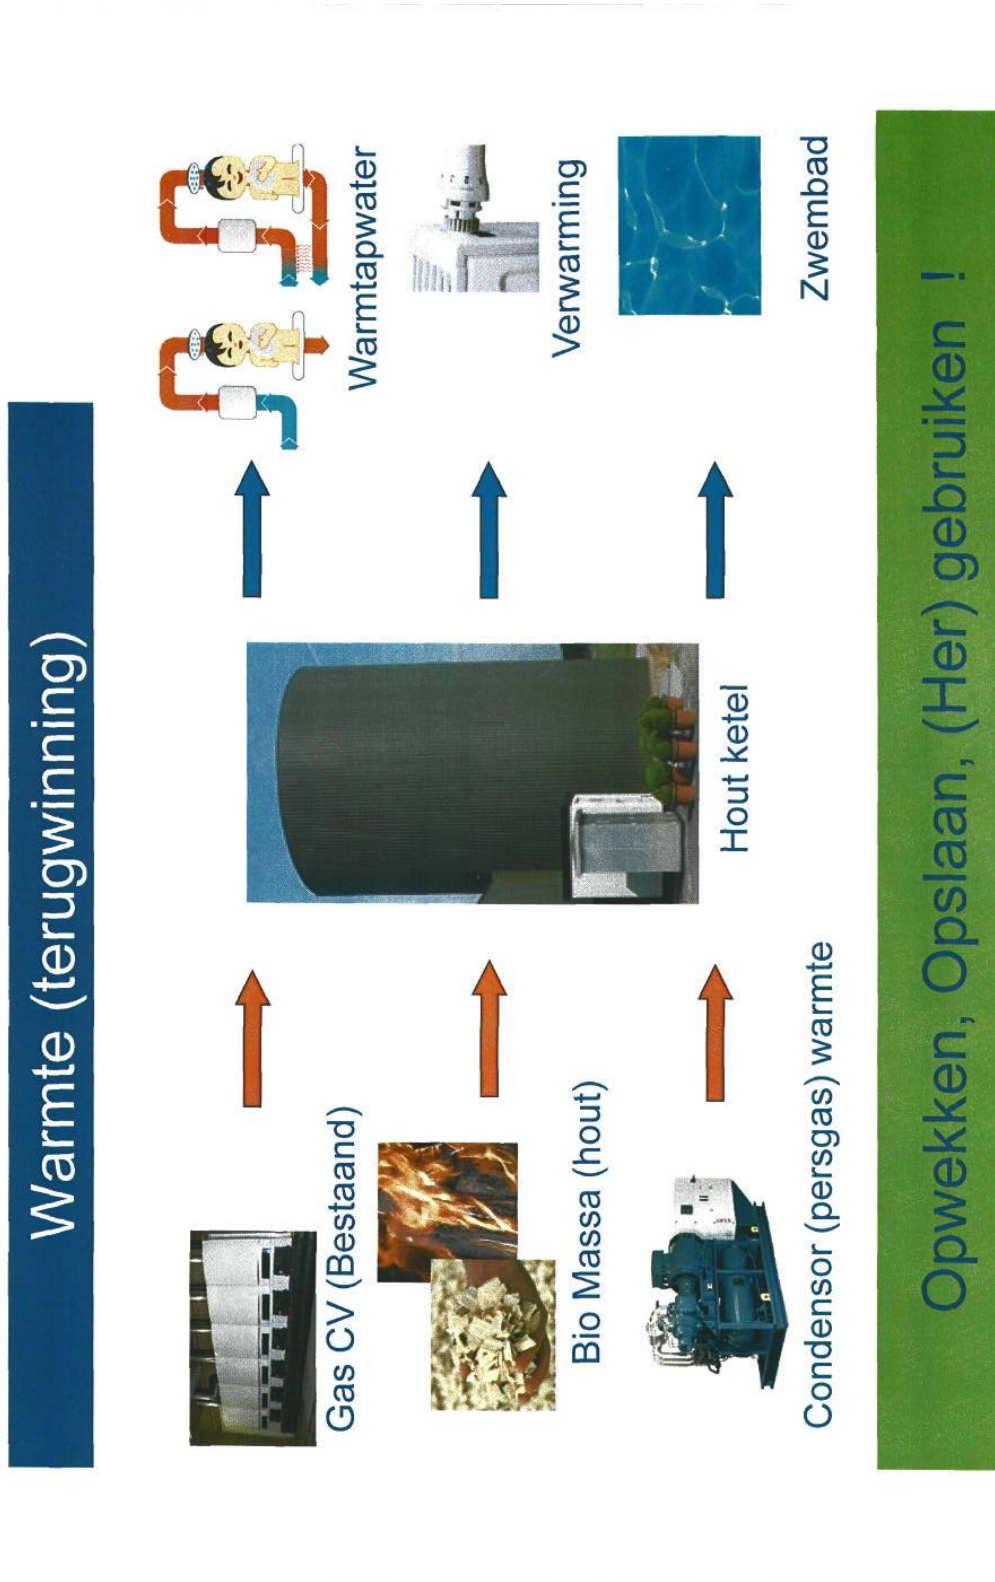 Warmte (terugwinning)
Gas CV (Bestaand)
Bio Massa (hout)
Condensor (persgas) warmte
Hout ketel
Warmtapwater
Verwarming
Zwembad
Opwekken, Opslaan, (Her) gebruiken !